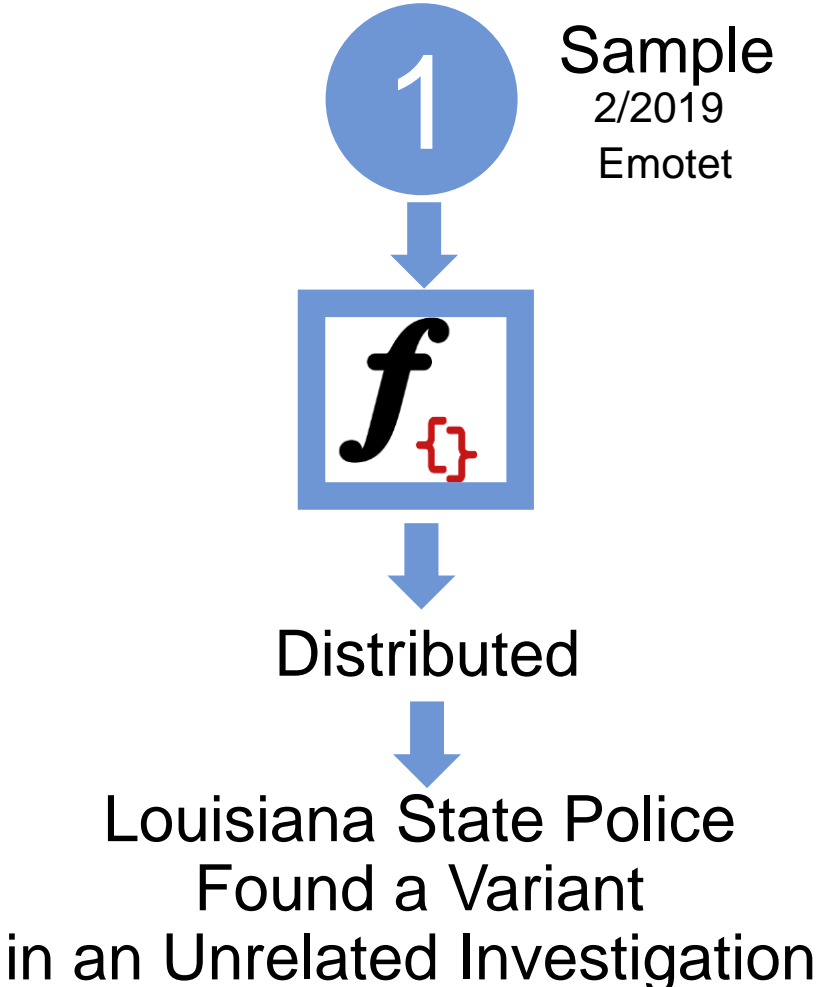 1
Sample
2/2019
Emotet
f{}
Distributed
Louisiana State Police
Found a Variant
in an Unrelated Investigation